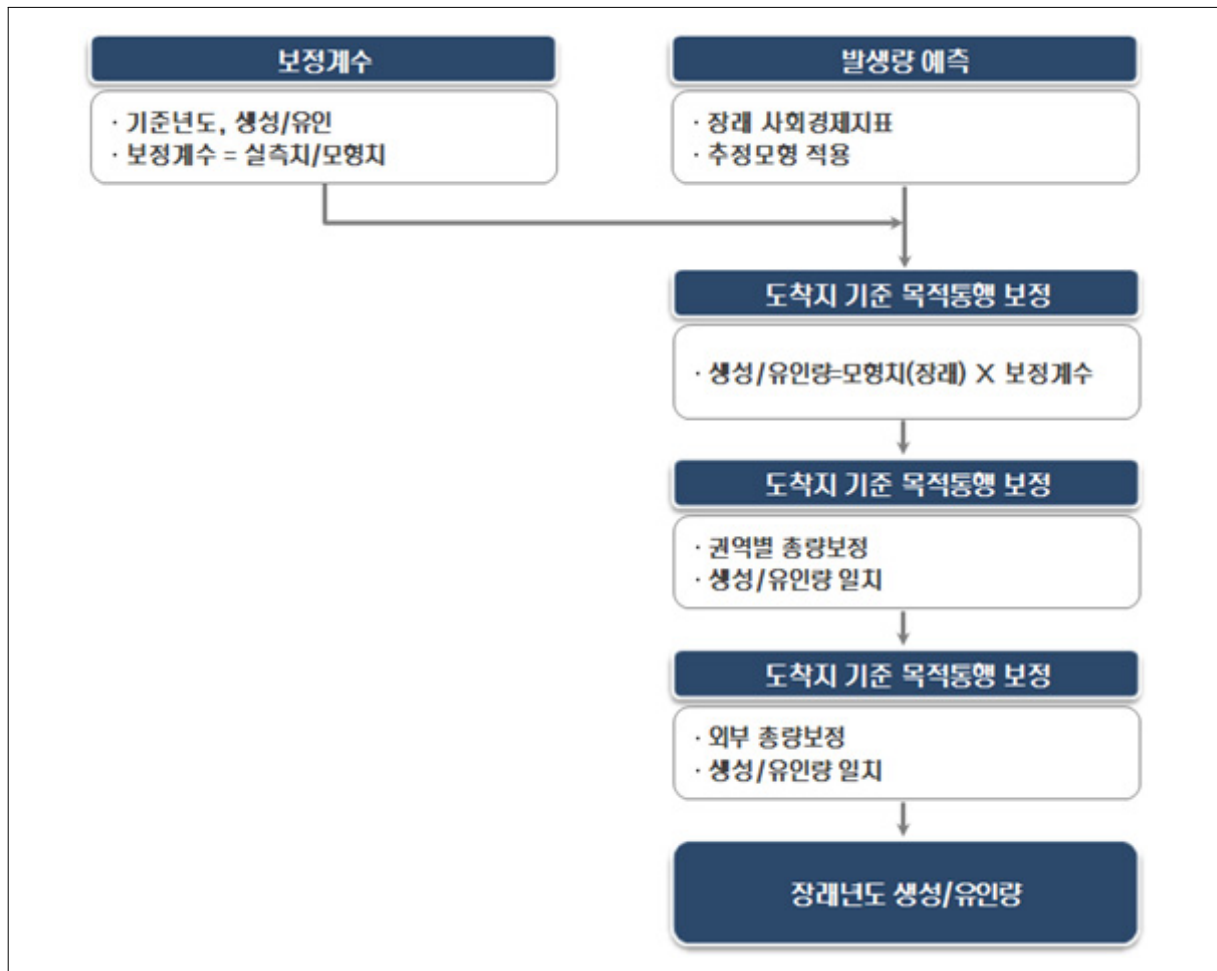 보정계수
· 기준년도, 생성/유인
· 보정계수 = 실측치/모형치
발생량 예측
· 장래 사회경제지표
· 추정모형 적용
도착지 기준 목적통행 보정
· 생성/유인량=모형치(장래) X 보정계수
도착지 기준 목적통행 보정
· 권역별 총량보정
· 생성/유인량 일치
도착지 기준 목적통행 보정
· 외부 총량보정
· 생성/유인량 일치
장래년도 생성/유인량